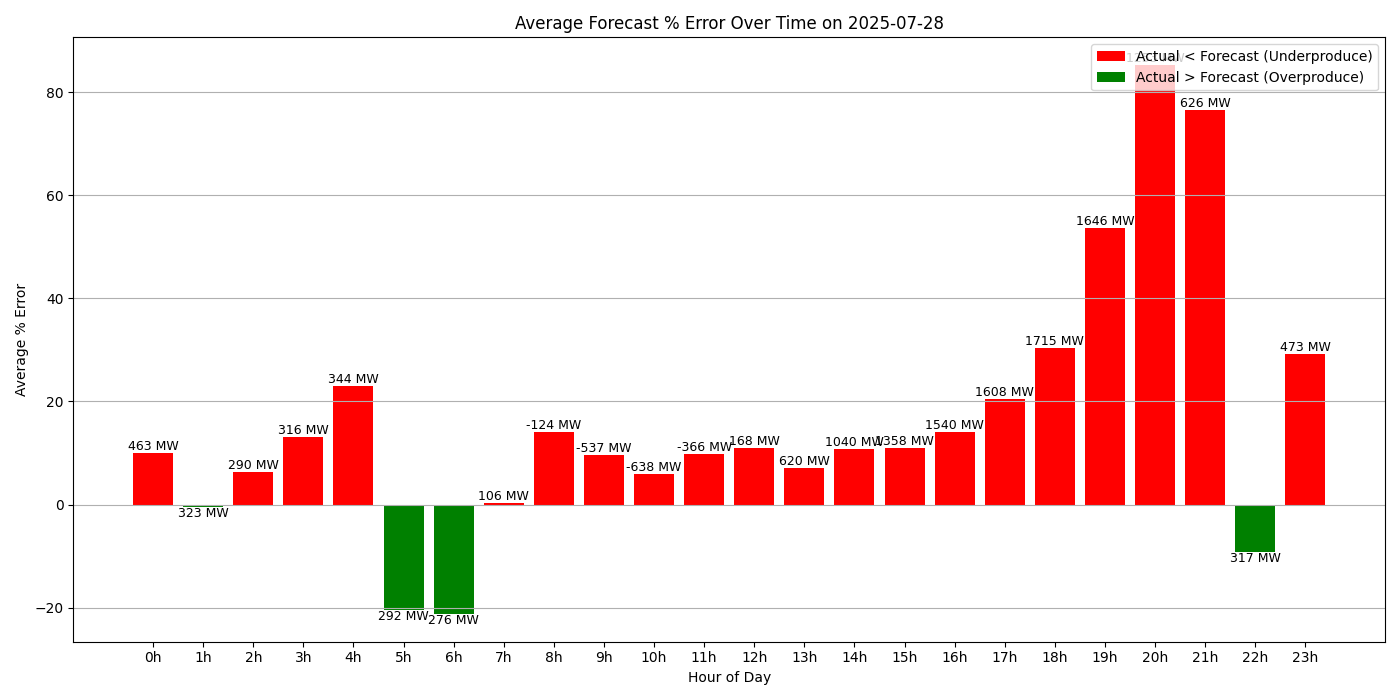 Average Forecast % Error Over Time on 2025-07-28
Actual < Forecast (Underproduce)
Actual > Forecast (Overproduce)
Average % Error
80
60
40
20
0
−20
463 MW
323 MW
290 MW
316 MW
344 MW
292 MW
276 MW
106 MW
-124 MW
-537 MW
-638 MW
-366 MW
168 MW
620 MW
1040 MW
1358 MW
1540 MW
1608 MW
1715 MW
1646 MW
626 MW
317 MW
473 MW
0h 1h 2h 3h 4h 5h 6h 7h 8h 9h 10h 11h 12h 13h 14h 15h 16h 17h 18h 19h 20h 21h 22h 23h
Hour of Day